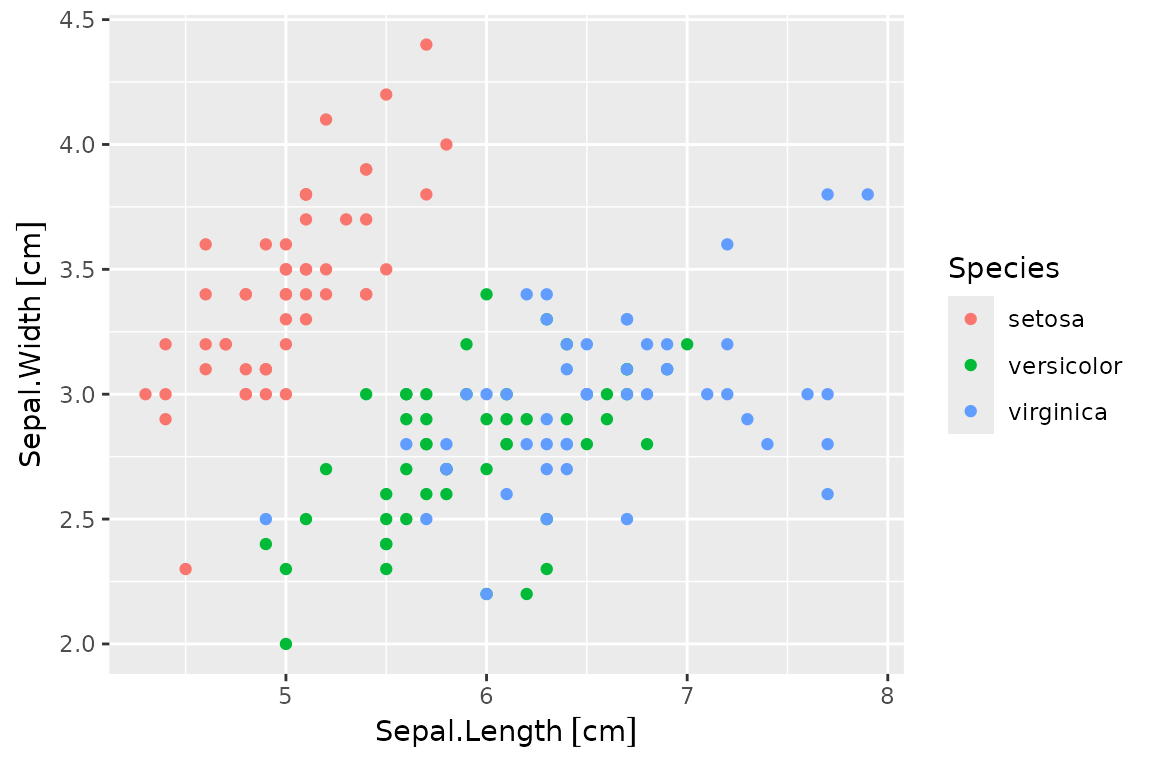 4.5
4.0
3.5
3.0
2.5
2.0
Sepal.Width [cm]
5 6 7 8
Sepal.Length [cm]
Species
setosa
versicolor
virginica